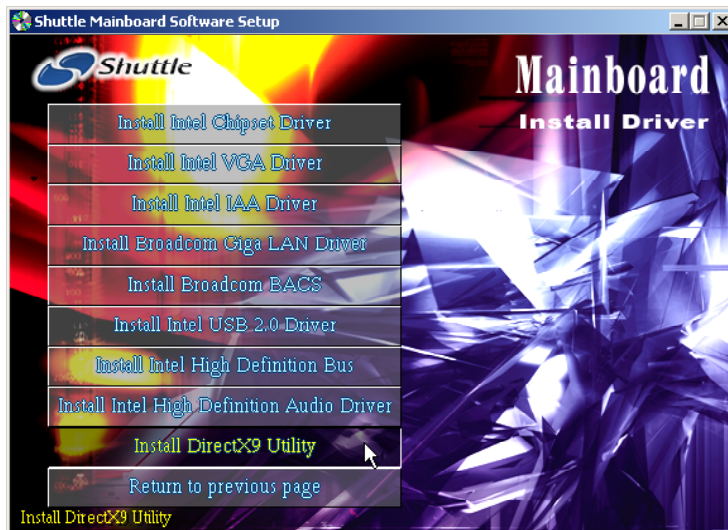 Shuttle Mainboard Software Setup
Shuttle
Mainboard
Install Driver
Install Intel Chipset Driver
Install Intel VGA Driver
Install Intel IAA Driver
Install Broadcom Giga LAN Driver
Install Broadcom BACS
Install Intel USB 2.0 Driver
Install Intel High Definition Bus
Install Intel High Definition Audio Driver
Install DirectX9 Utility
Return to previous page
Install DirectX9 Utility